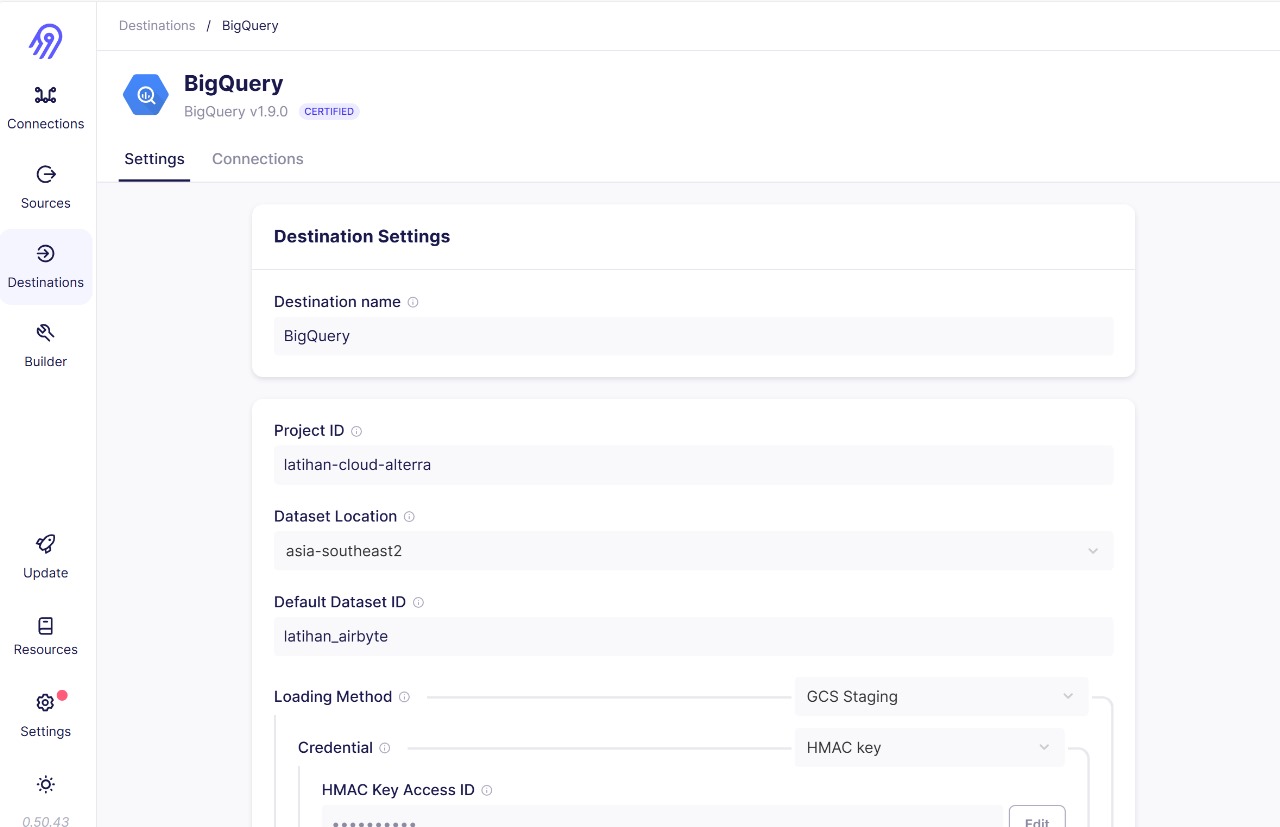 Destinations / BigQuery
BigQuery
BigQuery v1.9.0 CERTIFIED
Settings Connections
Connections
Sources
Destinations
Builder
Update
Resources
Settings
0.50.43
Destination Settings
Destination name
BigQuery
Project ID
latihan-cloud-alterra
Dataset Location
asia-southeast2
Default Dataset ID
latihan_airbyte
Loading Method GCS Staging
Credential HMAC key
HMAC Key Access ID
•••••••••• Edit